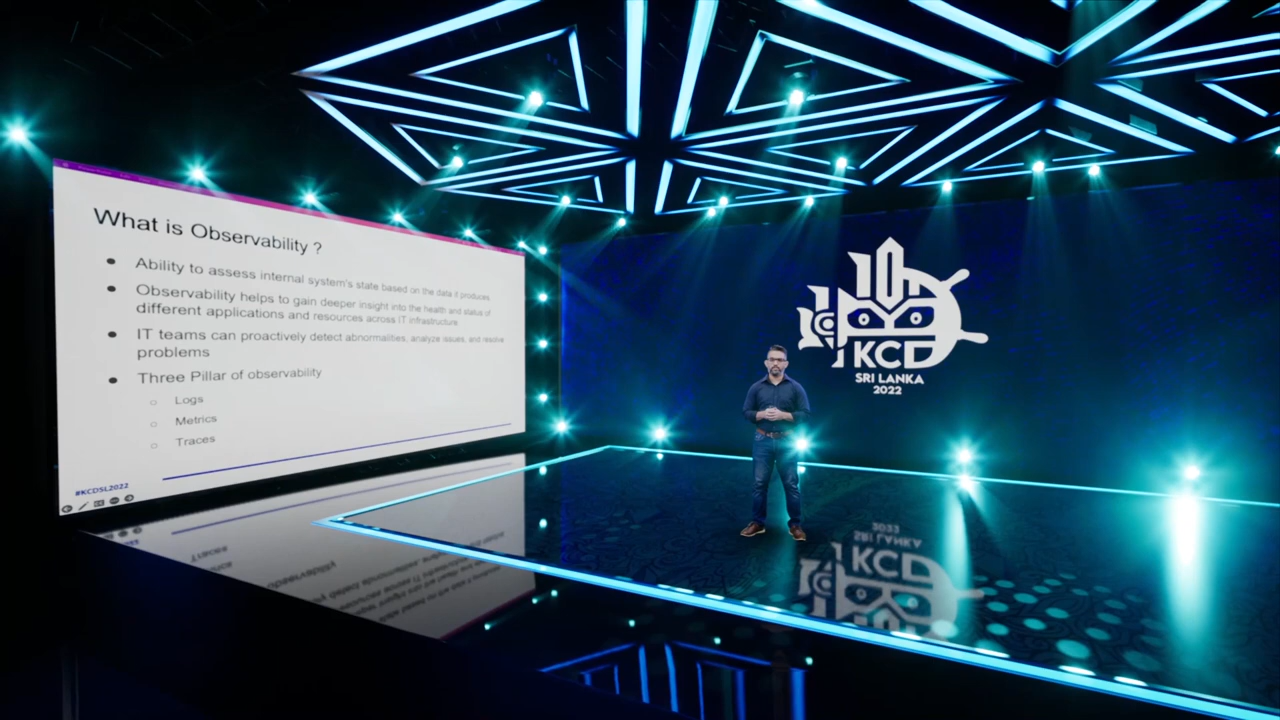 What is Observability ?
● Ability to assess internal system's state based on the data it produces
● Observability helps to gain deeper insight into the health and status of
different applications and resources across IT infrastructure
● IT teams can proactively detect abnormalities, analyze issues, and resolve
problems
● Three Pillar of observability
○ Logs
○ Metrics
○ Traces
#KCDSL2022
KCD
SRI LANKA
2022